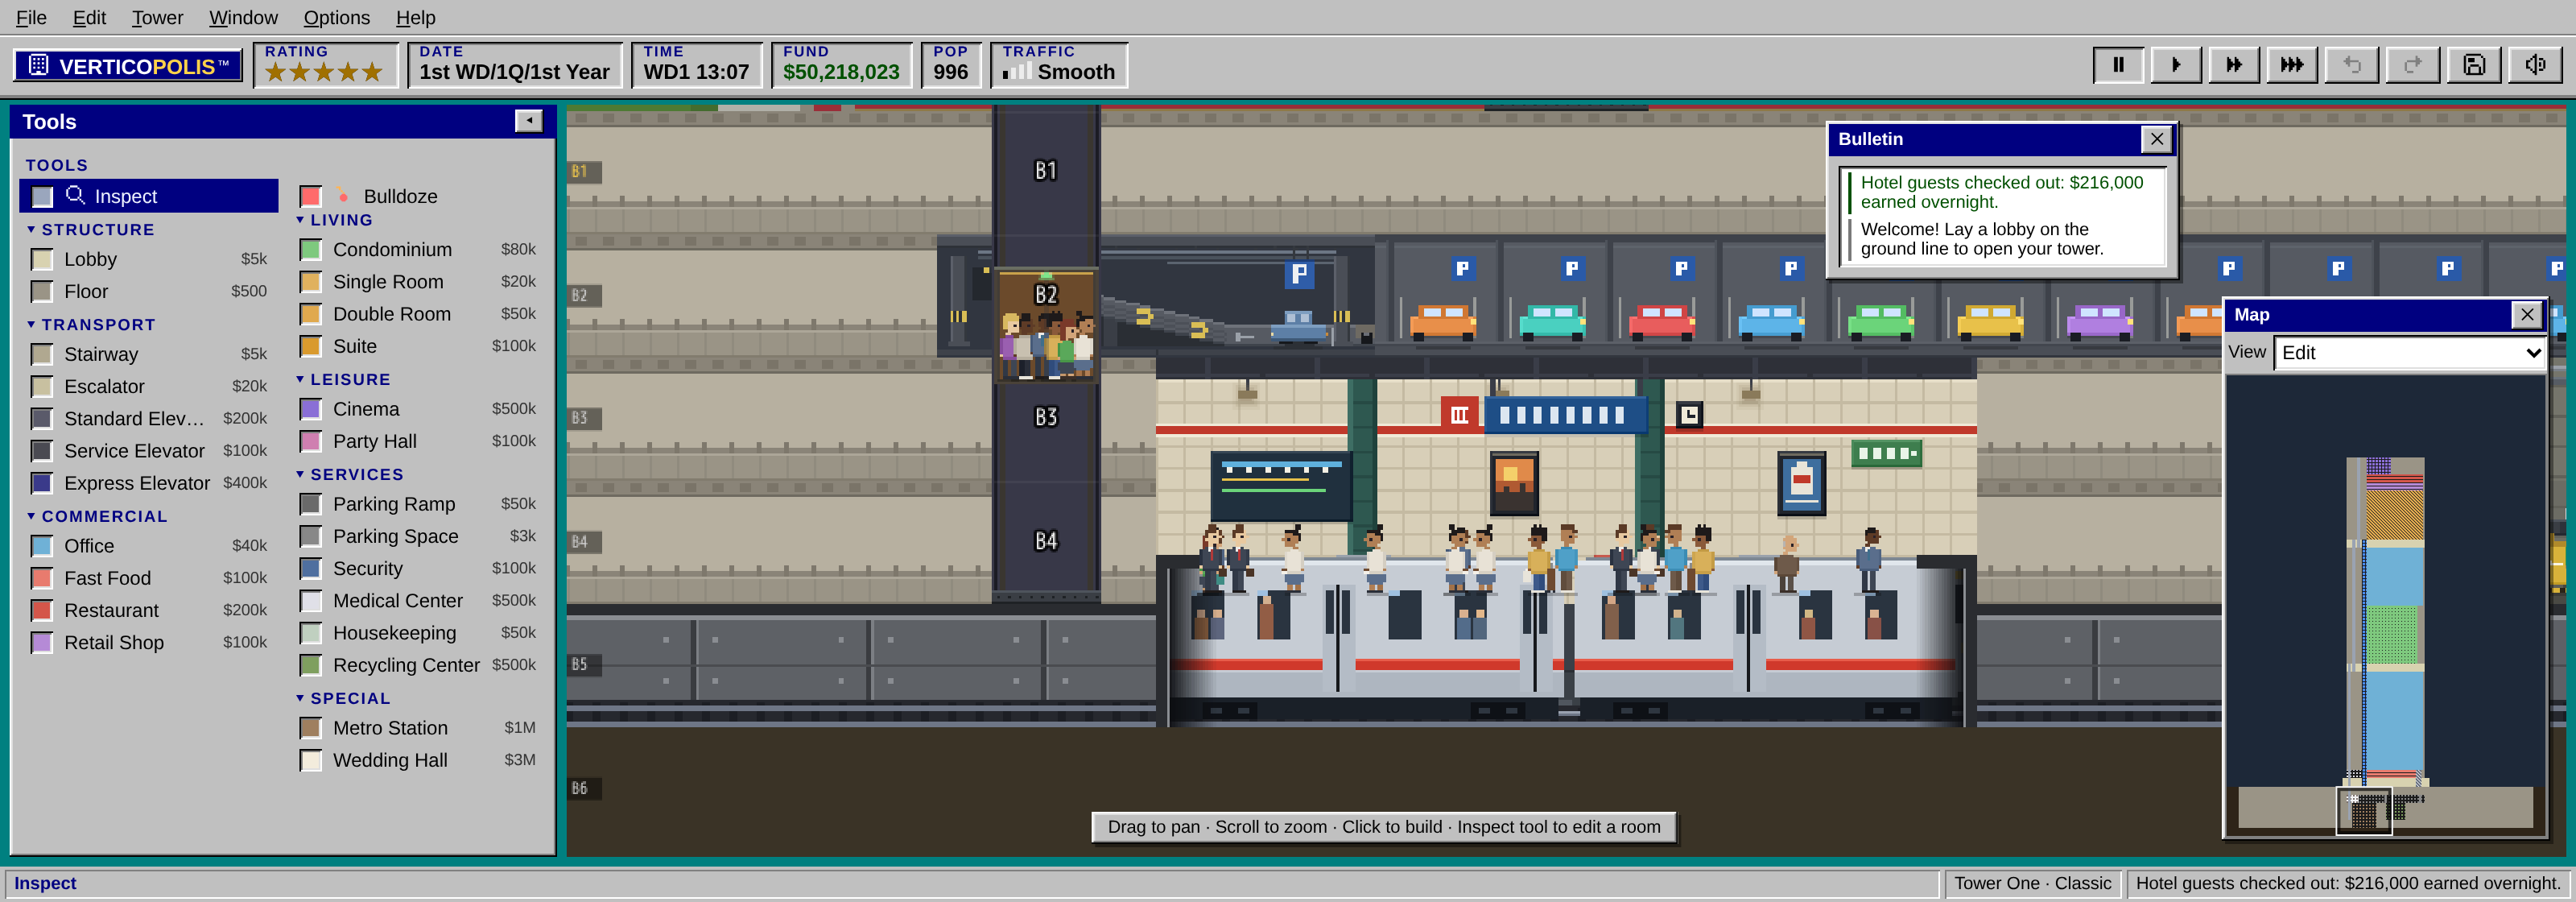 File Edit Tower Window Options Help
VERTICOPOLIS™
RATING
★★★★★
DATE
1st WD/1Q/1st Year
TIME
WD1 13:07
FUND
$50,218,023
POP
996
TRAFFIC
Smooth
Tools
TOOLS
Inspect
STRUCTURE
Lobby $5k
Floor $500
TRANSPORT
Stairway $5k
Escalator $20k
Standard Elev… $200k
Service Elevator $100k
Express Elevator $400k
COMMERCIAL
Office $40k
Fast Food $100k
Restaurant $200k
Retail Shop $100k
Bulldoze
LIVING
Condominium $80k
Single Room $20k
Double Room $50k
Suite $100k
LEISURE
Cinema $500k
Party Hall $100k
SERVICES
Parking Ramp $50k
Parking Space $3k
Security $100k
Medical Center $500k
Housekeeping $50k
Recycling Center $500k
SPECIAL
Metro Station $1M
Wedding Hall $3M
B1
B2
B3
B4
B5
B6
B1
B2
B3
B4
P
P P P P P P P P
Bulletin
Hotel guests checked out: $216,000
earned overnight.
Welcome! Lay a lobby on the
ground line to open your tower.
Map
View Edit
Drag to pan · Scroll to zoom · Click to build · Inspect tool to edit a room
Inspect
Tower One · Classic
Hotel guests checked out: $216,000 earned overnight.